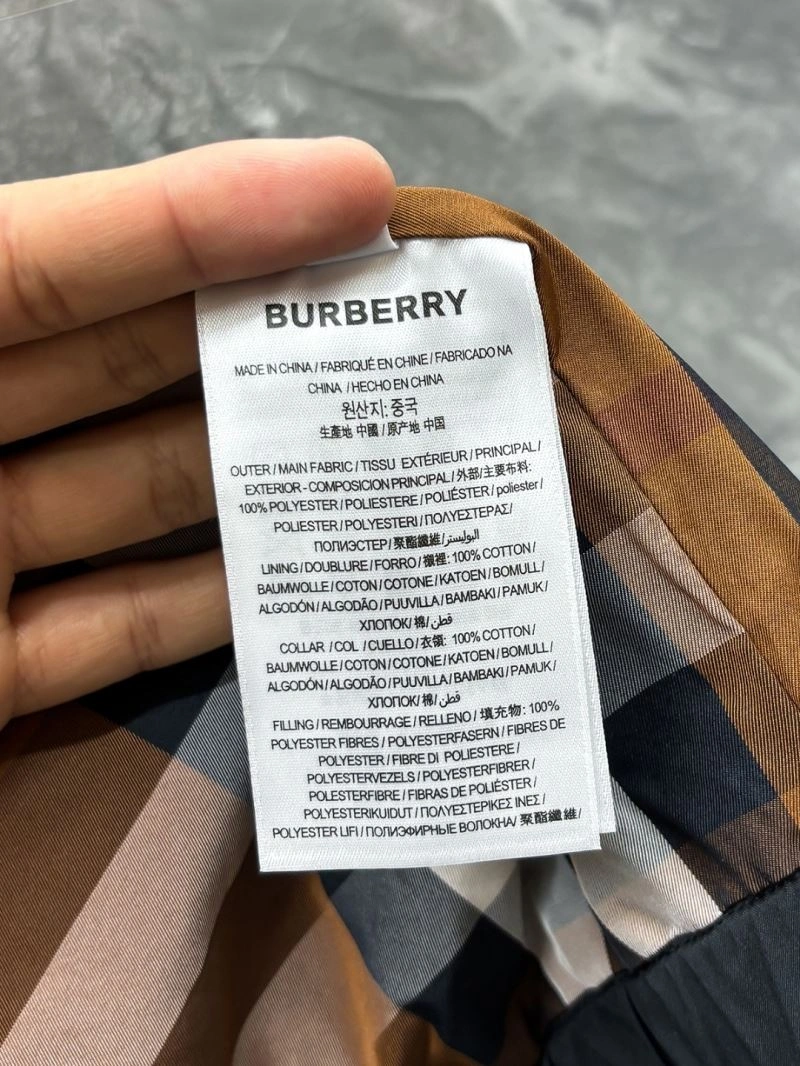 BURBERRY
MADE IN CHINA / FABRIQUÉ EN CHINE / FABRICADO NA
CHINA / HECHO EN CHINA
원산지: 중국
生產地 中國 / 原产地 中国
OUTER / MAIN FABRIC / TISSU EXTÉRIEUR / PRINCIPAL /
EXTERIOR - COMPOSICION PRINCIPAL / 外部/主要布料:
100% POLYESTER / POLIESTERE / POLIÉSTER / poliester /
POLIESTER / POLYESTERI / ΠΟΛΥΕΣΤΕΡΑΣ/
ПОЛИЭСТЕР/ 聚酯纖維/البوليستر/
LINING / DOUBLURE / FORRO / 襯裡: 100% COTTON /
BAUMWOLLE / COTON / COTONE / KATOEN / BOMULL /
ALGODÓN / ALGODÃO / PUUVILLA / BAMBAKI / PAMUK /
ХЛОПОК/ 棉/ قطن
COLLAR / COL / CUELLO / 衣領: 100% COTTON /
BAUMWOLLE / COTON / COTONE / KATOEN / BOMULL /
ALGODÓN / ALGODÃO / PUUVILLA / BAMBAKI / PAMUK /
ХЛОПОК/ 棉/ قطن
FILLING / REMBOURRAGE / RELLENO / 填充物: 100%
POLYESTER FIBRES / POLYESTERFASERN / FIBRES DE
POLYESTER / FIBRE DI POLIESTERE /
POLYESTERVEZELS / POLYESTERFIBRER /
POLESTERFIBRE / FIBRAS DE POLIÉSTER /
POLYESTERIKUIDUT / ΠΟΛΥΕΣΤΕΡΙΚΕΣ ΙΝΕΣ /
POLYESTER LIFI / ПОЛИЭФИРНЫЕ ВОЛОКНА/ 聚酯纖維/